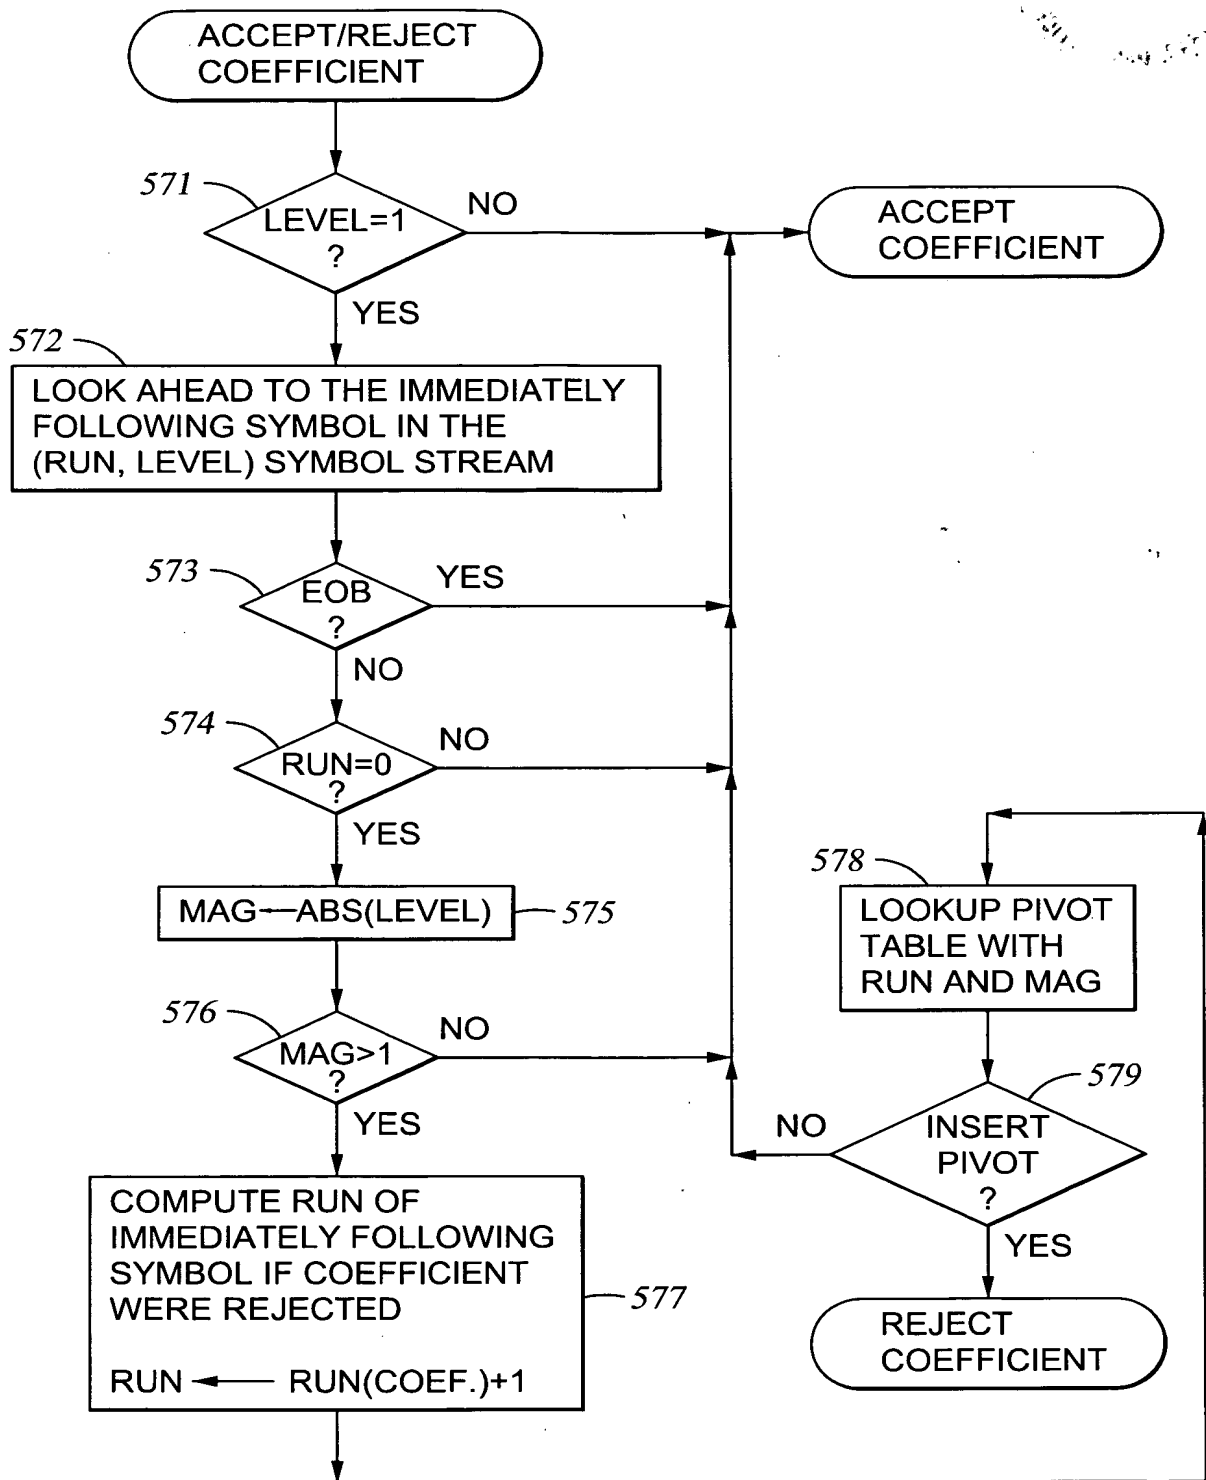 ACCEPT/REJECT
COEFFICIENT
571
LEVEL=1
?
NO
YES
ACCEPT
COEFFICIENT
572
LOOK AHEAD TO THE IMMEDIATELY
FOLLOWING SYMBOL IN THE
(RUN, LEVEL) SYMBOL STREAM
573
EOB
?
YES
NO
574
RUN=0
?
NO
YES
MAG←ABS(LEVEL)
575
576
MAG>1
?
NO
YES
COMPUTE RUN OF
IMMEDIATELY FOLLOWING
SYMBOL IF COEFFICIENT
WERE REJECTED
RUN ← RUN(COEF.)+1
577
578
LOOKUP PIVOT
TABLE WITH
RUN AND MAG
579
INSERT
PIVOT
?
NO
YES
REJECT
COEFFICIENT